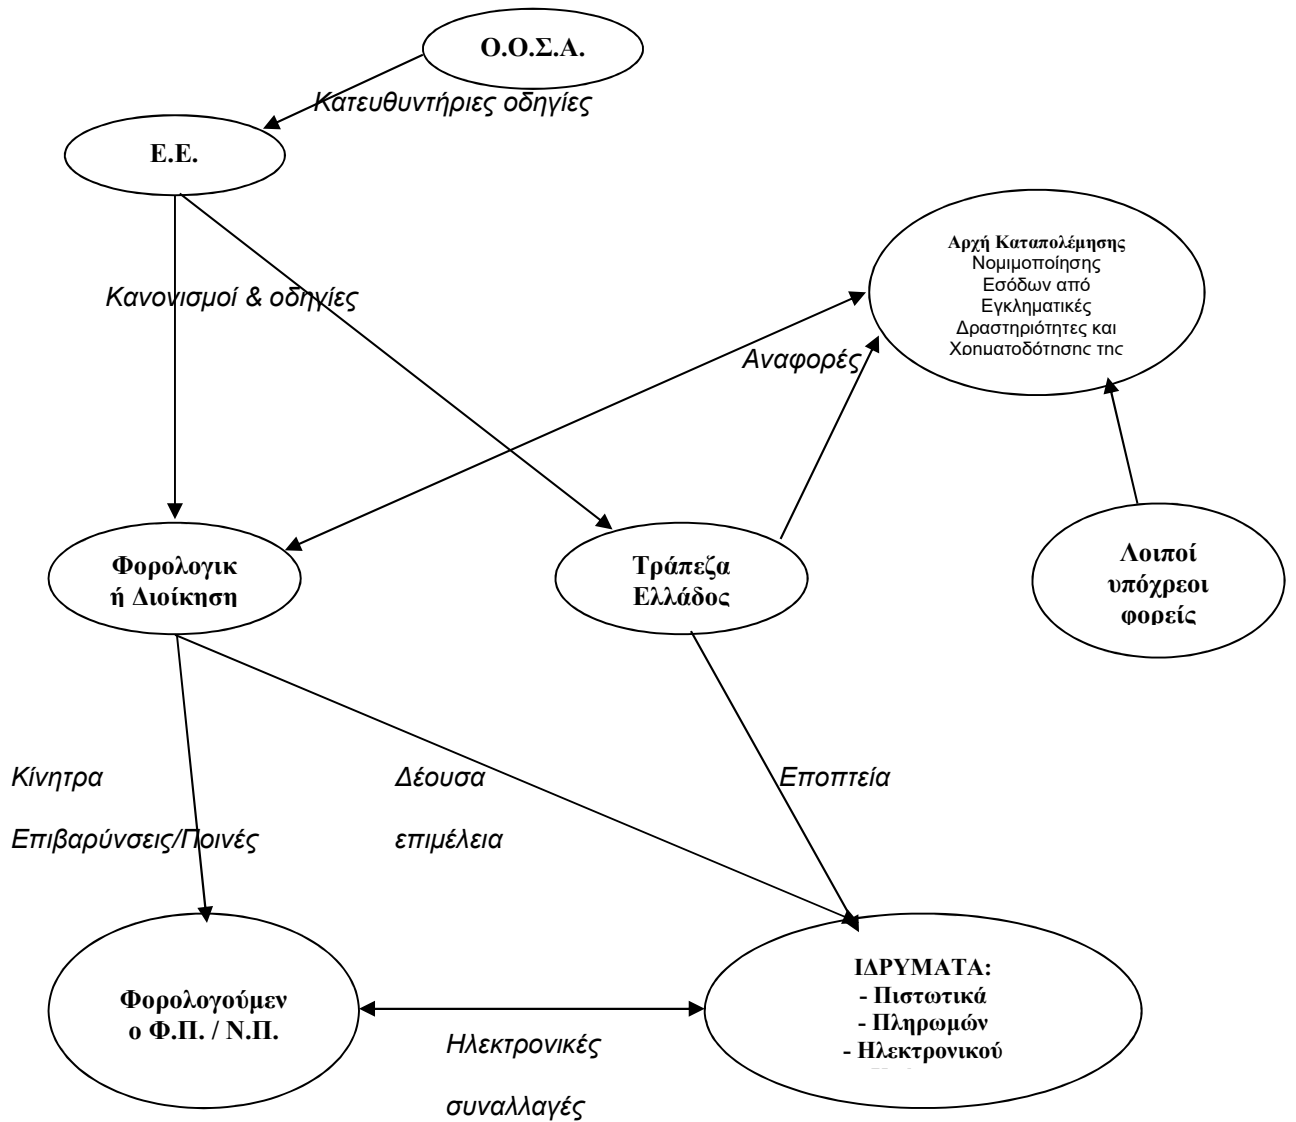 Ο.Ο.Σ.Α.
Κατευθυντήριες οδηγίες
Ε.Ε.
Αρχή Καταπολέμησης
Νομιμοποίησης
Εσόδων από
Εγκληματικές
Δραστηριότητες και
Χρηματοδότησης της
Κανονισμοί & οδηγίες
Αναφορές
Φορολογικ
ή Διοίκηση
Τράπεζα
Ελλάδος
Λοιποί
υπόχρεοι
φορείς
Κίνητρα
Επιβαρύνσεις/Ποινές
Δέουσα
επιμέλεια
Εποπτεία
Φορολογούμεν
ο Φ.Π. / Ν.Π.
ΙΔΡΥΜΑΤΑ:
- Πιστωτικά
- Πληρωμών
- Ηλεκτρονικού
Ηλεκτρονικές
συναλλαγές